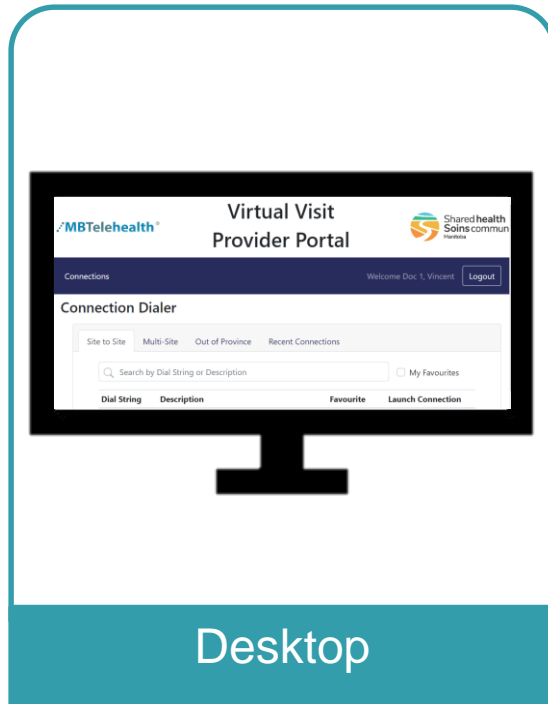 MBTelehealth®
Virtual Visit
Provider Portal
Shared health
Soins commun
Manitoba
Connections
Welcome Doc 1, Vincent
Logout
Connection Dialer
Site to Site
Multi-Site
Out of Province
Recent Connections
Search by Dial String or Description
My Favourites
Dial String
Description
Favourite
Launch Connection
Desktop